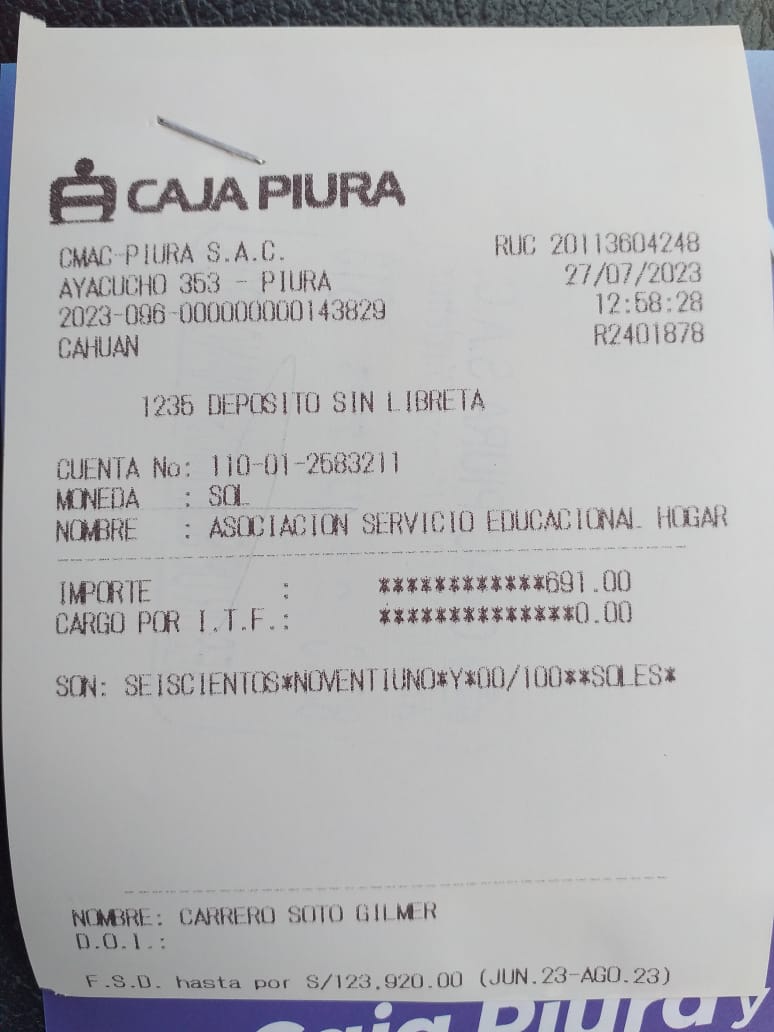 CAJA PIURA
CMAC-PIURA S.A.C. RUC 20113604248
AYACUCHO 353 - PIURA 27/07/2023
2023-096-000000000143829 12:58:28
CAHUAN R2401878
1235 DEPOSITO SIN LIBRETA
CUENTA No: 110-01-2583211
MONEDA : SOL
NOMBRE : ASOCIACION SERVICIO EDUCACIONAL HOGAR
IMPORTE : ************691.00
CARGO POR I.T.F.: **************0.00
SON: SEISCIENTOS*NOVENTIUNO*Y*00/100**SOLES*
NOMBRE: CARRERO SOTO GILMER
D.O.I.:
F.S.D. hasta por S/123,920.00 (JUN.23-AGO.23)
Caja Piura y